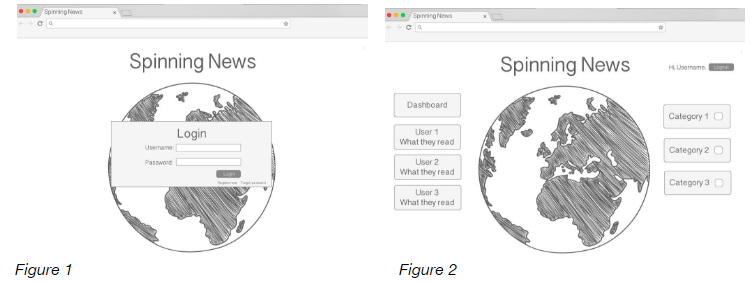 Spinning News
Spinning News
Login
Username:
Password:
Login
Register now Forgot password
Figure 1
Spinning News
Spinning News
Hi, Username. Logout
Dashboard
User 1
What they read
User 2
What they read
User 3
What they read
Category 1
Category 2
Category 3
Figure 2